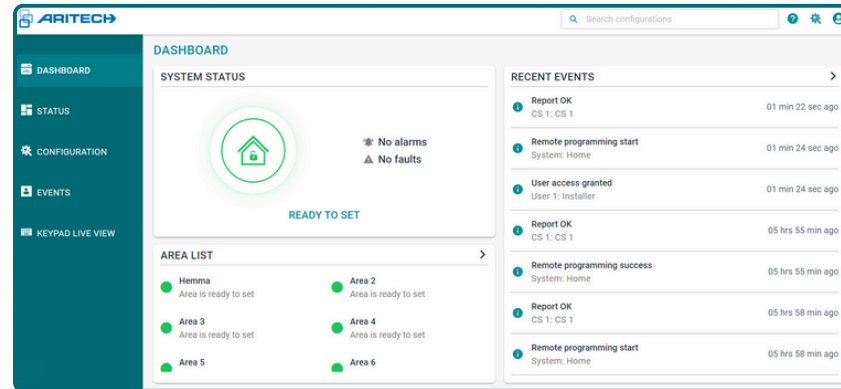 ARITECH
Search configurations
DASHBOARD
STATUS
CONFIGURATION
EVENTS
KEYPAD LIVE VIEW
DASHBOARD
SYSTEM STATUS
No alarms
No faults
READY TO SET
AREA LIST
Hemma
Area is ready to set
Area 2
Area is ready to set
Area 3
Area is ready to set
Area 4
Area is ready to set
Area 5
Area 6
RECENT EVENTS
Report OK
CS 1: CS 1
01 min 22 sec ago
Remote programming start
System: Home
01 min 24 sec ago
User access granted
User 1: Installer
01 min 24 sec ago
Report OK
CS 1: CS 1
05 hrs 55 min ago
Remote programming success
System: Home
05 hrs 55 min ago
Report OK
CS 1: CS 1
05 hrs 58 min ago
Remote programming start
System: Home
05 hrs 58 min ago